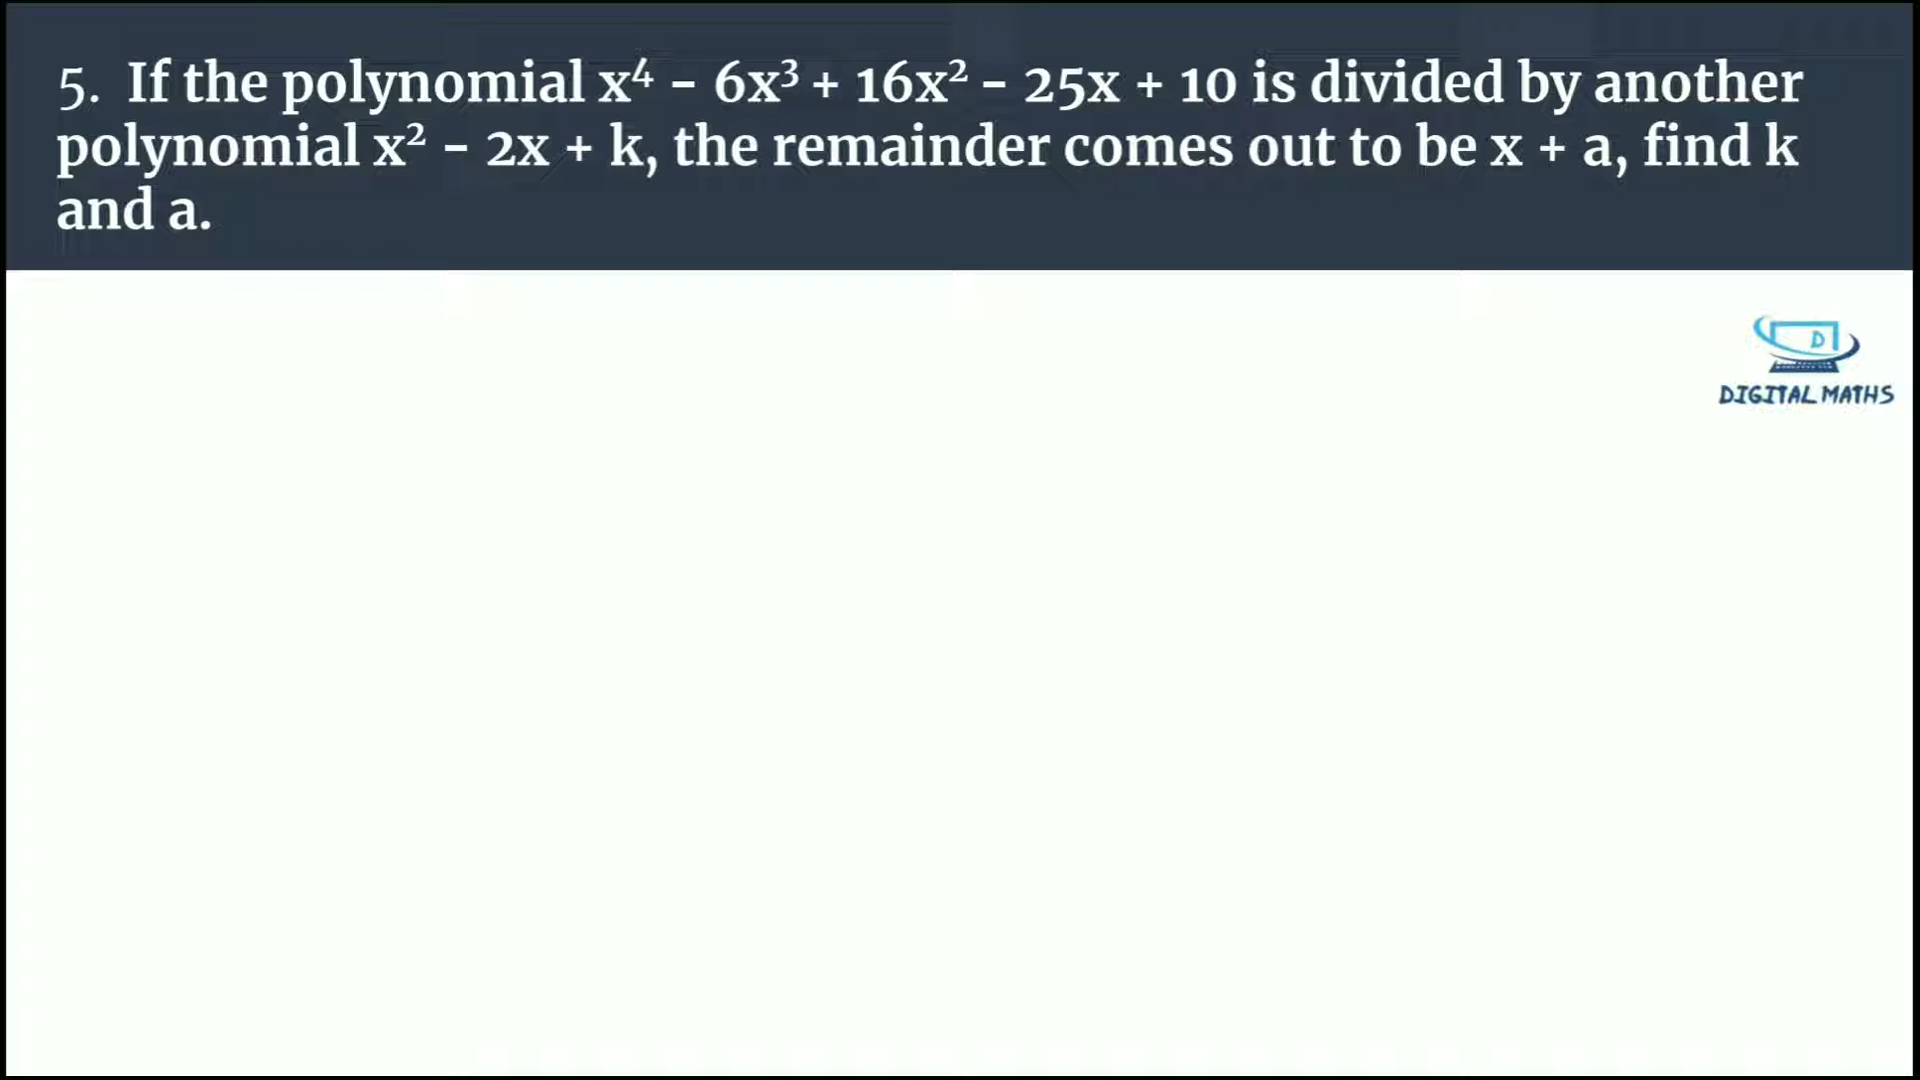 5. If the polynomial x⁴ - 6x³ + 16x² - 25x + 10 is divided by another
polynomial x² - 2x + k, the remainder comes out to be x + a, find k
and a.
D
DIGITAL MATHS